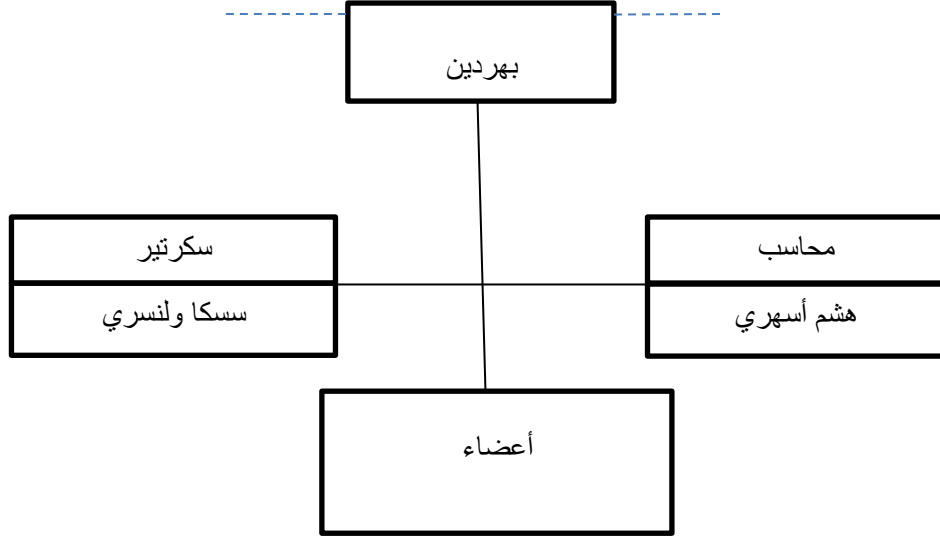 بهردين
محاسب
هشم أسهري
سكرتير
سسكا ولنسري
أعضاء